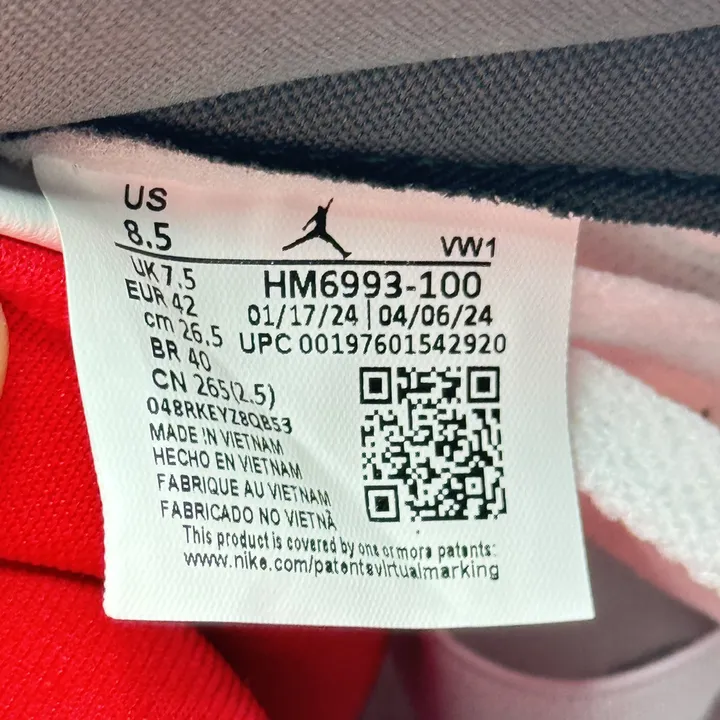 US
8.5
VW1
UK 7.5
HM6993-100
EUR 42
01/17/24 | 04/06/24
cm 26.5
UPC 00197601542920
BR 40
CN 265(2.5)
048RKEYZ8QB53
MADE IN VIETNAM
HECHO EN VIETNAM
FABRIQUE AU VIETNAM
FABRICADO NO VIETNÃ
This product is covered by one or more patents:
www.nike.com/patentsvirtualmarking